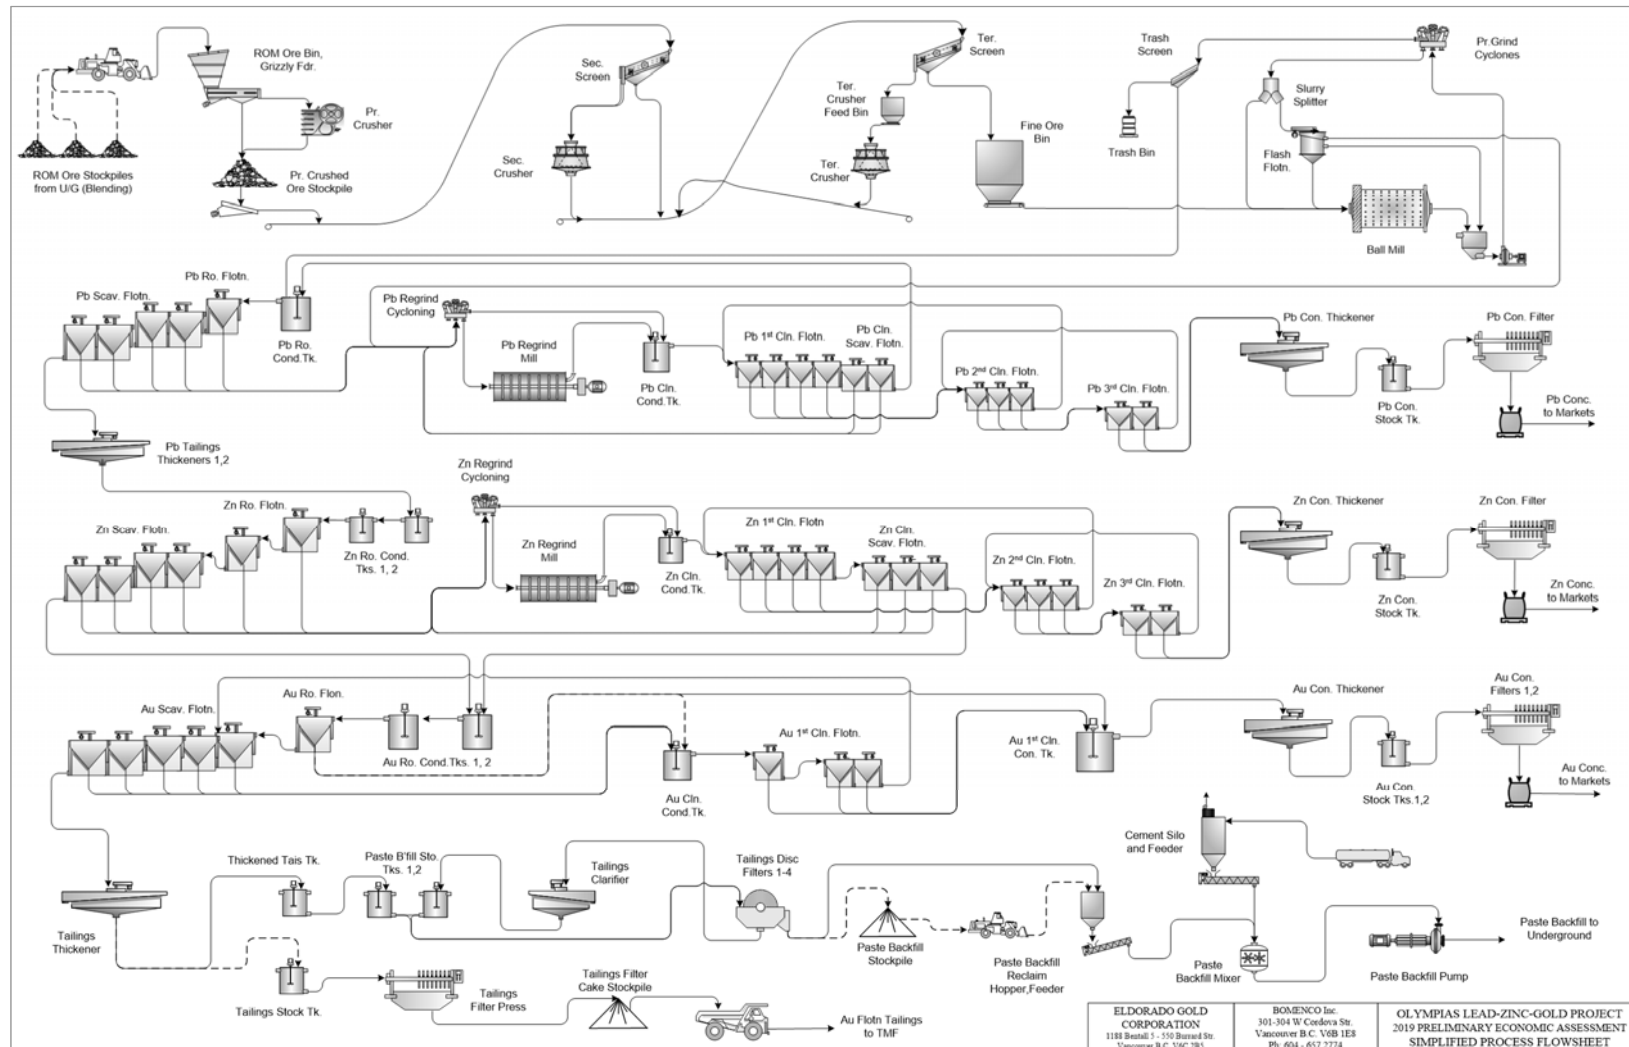 ROM Ore Bin,
Grizzly Fdr.
Pr.
Crusher
ROM Ore Stockpiles
from U/G (Blending)
Pr. Crushed
Ore Stockpile
Sec.
Screen
Sec.
Crusher
Ter.
Screen
Ter.
Crusher
Feed Bin
Ter.
Crusher
Fine Ore
Bin
Trash
Screen
Trash Bin
Pr.Grind
Cyclones
Slurry
Splitter
Flash
Flotn.
Ball Mill
Pb Ro. Flotn.
Pb Scav. Flotn.
Pb Ro.
Cond.Tk.
Pb Regrind
Cycloning
Pb Regrind
Mill
Pb Cln.
Cond.Tk.
Pb 1st Cln. Flotn.
Pb Cln.
Scav. Flotn.
Pb 2nd Cln. Flotn.
Pb 3rd Cln. Flotn.
Pb Con. Thickener
Pb Con.
Stock Tk.
Pb Con. Filter
Pb Conc.
to Markets
Pb Tailings
Thickeners 1,2
Zn Ro. Flotn.
Zn Scav. Flotn.
Zn Ro. Cond.
Tks. 1, 2
Zn Regrind
Cycloning
Zn Regrind
Mill
Zn Cln.
Cond.Tk.
Zn 1st Cln. Flotn
Zn Cln.
Scav. Flotn.
Zn 2nd Cln. Flotn.
Zn 3rd Cln. Flotn.
Zn Con. Thickener
Zn Con.
Stock Tk.
Zn Con. Filter
Zn Conc.
to Markets
Au Ro. Flon.
Au Scav. Flotn.
Au Ro. Cond.Tks. 1, 2
Au Cln.
Cond.Tk.
Au 1st Cln. Flotn.
Au 1st Cln.
Con. Tk.
Au Con. Thickener
Au Con.
Stock Tks.1,2
Au Con.
Filters 1,2
Au Conc.
to Markets
Tailings
Thickener
Thickened Tais Tk.
Paste B'fill Sto.
Tks. 1,2
Tailings
Clarifier
Tailings Disc
Filters 1-4
Paste Backfill
Stockpile
Paste Backfill
Reclaim
Hopper,Feeder
Cement Silo
and Feeder
Paste
Backfill Mixer
Paste Backfill Pump
Paste Backfill to
Underground
Tailings Stock Tk.
Tailings
Filter Press
Tailings Filter
Cake Stockpile
Au Flotn Tailings
to TMF
ELDORADO GOLD
CORPORATION
1188 Bentall 5 - 550 Burrard Str.
Vancouver B.C. V6C 2B5
BOMENCO Inc.
301-304 W Cordova Str.
Vancouver B.C. V6B 1E8
Ph: 604 - 657 2774
OLYMPIAS LEAD-ZINC-GOLD PROJECT
2019 PRELIMINARY ECONOMIC ASSESSMENT
SIMPLIFIED PROCESS FLOWSHEET